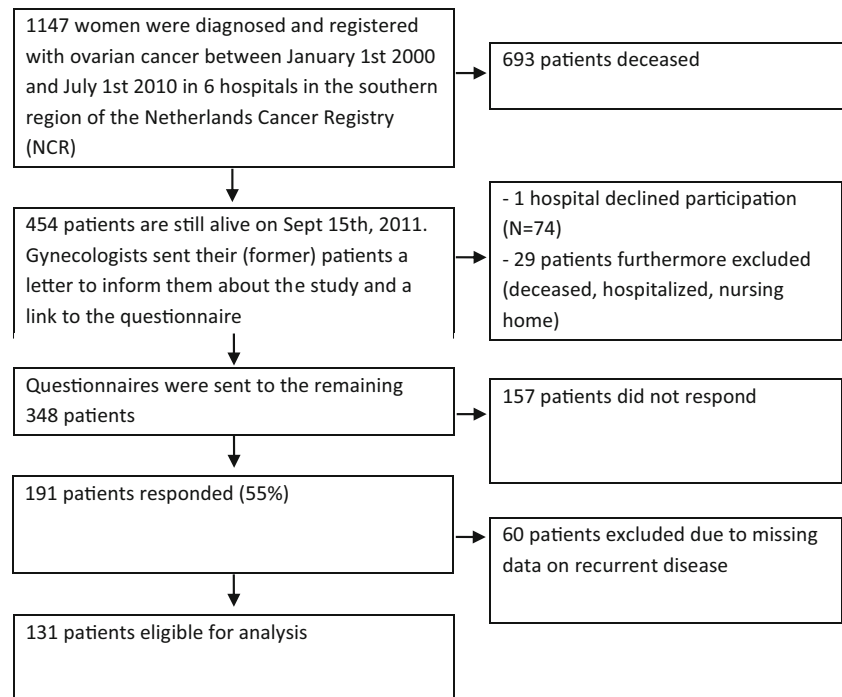 1147 women were diagnosed and registered
with ovarian cancer between January 1st 2000
and July 1st 2010 in 6 hospitals in the southern
region of the Netherlands Cancer Registry
(NCR)
693 patients deceased
454 patients are still alive on Sept 15th, 2011.
Gynecologists sent their (former) patients a
letter to inform them about the study and a
link to the questionnaire
- 1 hospital declined participation
(N=74)
- 29 patients furthermore excluded
(deceased, hospitalized, nursing
home)
Questionnaires were sent to the remaining
348 patients
157 patients did not respond
191 patients responded (55%)
60 patients excluded due to missing
data on recurrent disease
131 patients eligible for analysis